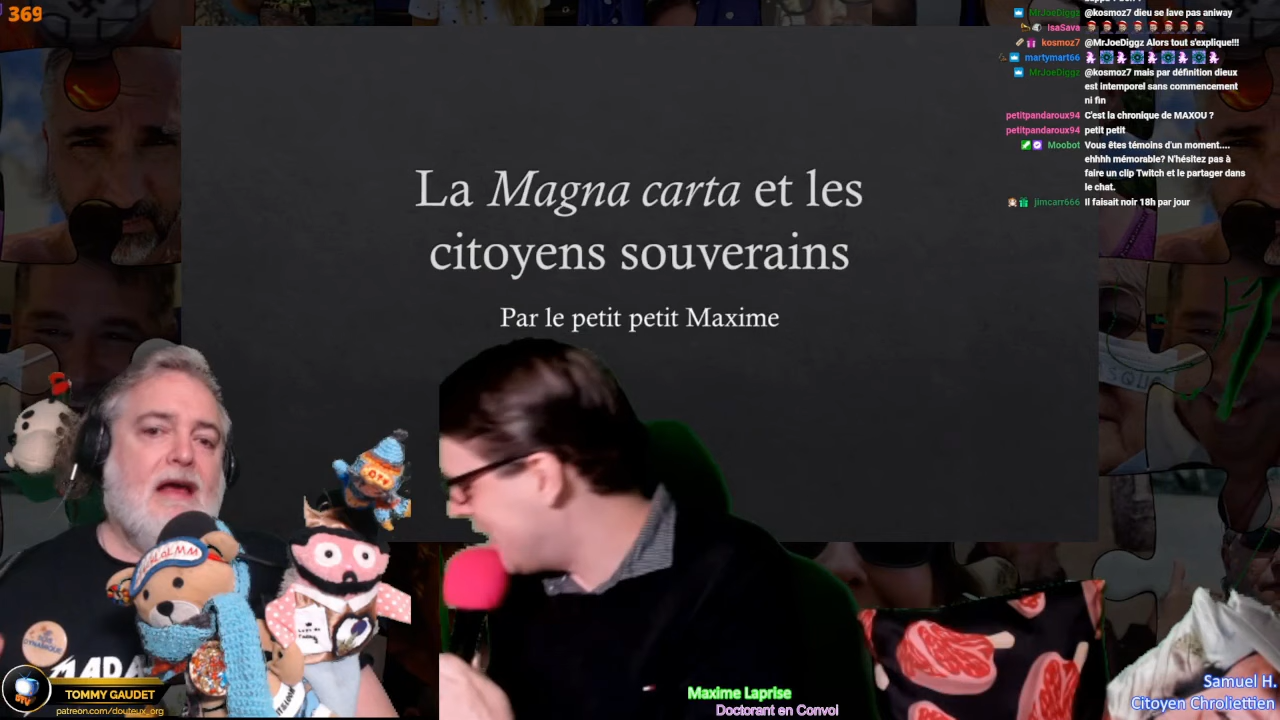 369
MrJoeDiggz @kosmoz7 dieu se lave pas aniway
IsaSava
kosmoz7 @MrJoeDiggz Alors tout s'explique!!!
martymart66
MrJoeDiggz @kosmoz7 mais par définition dieux
est intemporel sans commencement
ni fin
petitpandaroux94 C'est la chronique de MAXOU ?
petitpandaroux94 petit petit
Moobot Vous êtes témoins d'un moment....
ehhhh mémorable? N'hésitez pas à
faire un clip Twitch et le partager dans
le chat.
jimcarr666 Il faisait noir 18h par jour
La Magna carta et les
citoyens souverains
Par le petit petit Maxime
MADA
TOMMY GAUDET
patreon.com/douteux_org
Maxime Laprise
Doctorant en Convoi
Samuel H.
Citoyen Chroliettien